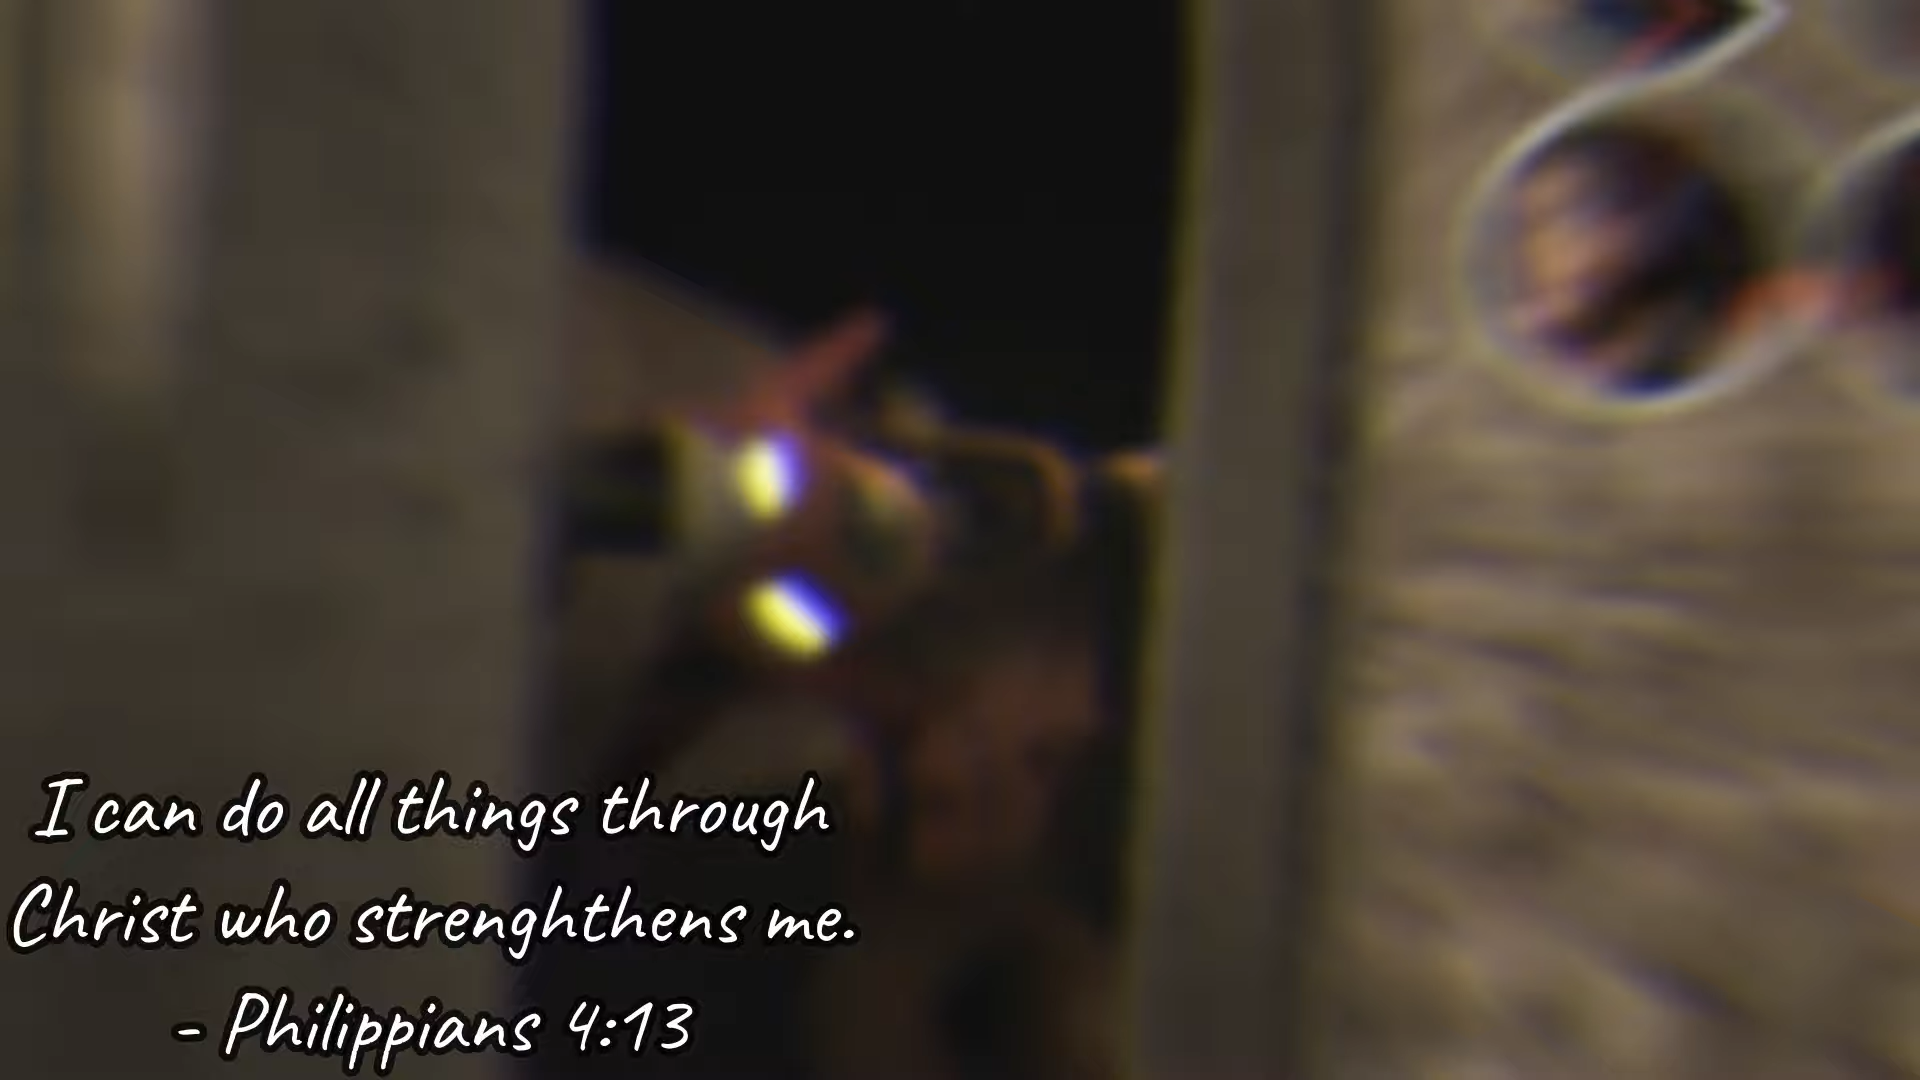 I can do all things through
Christ who strenghthens me.
- Philippians 4:13